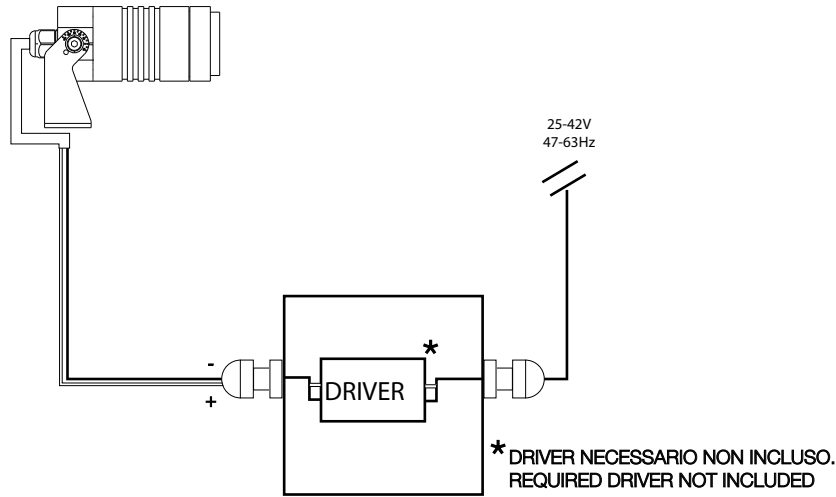 25-42V
47-63Hz
-
*
DRIVER
+
* DRIVER NECESSARIO NON INCLUSO.
REQUIRED DRIVER NOT INCLUDED